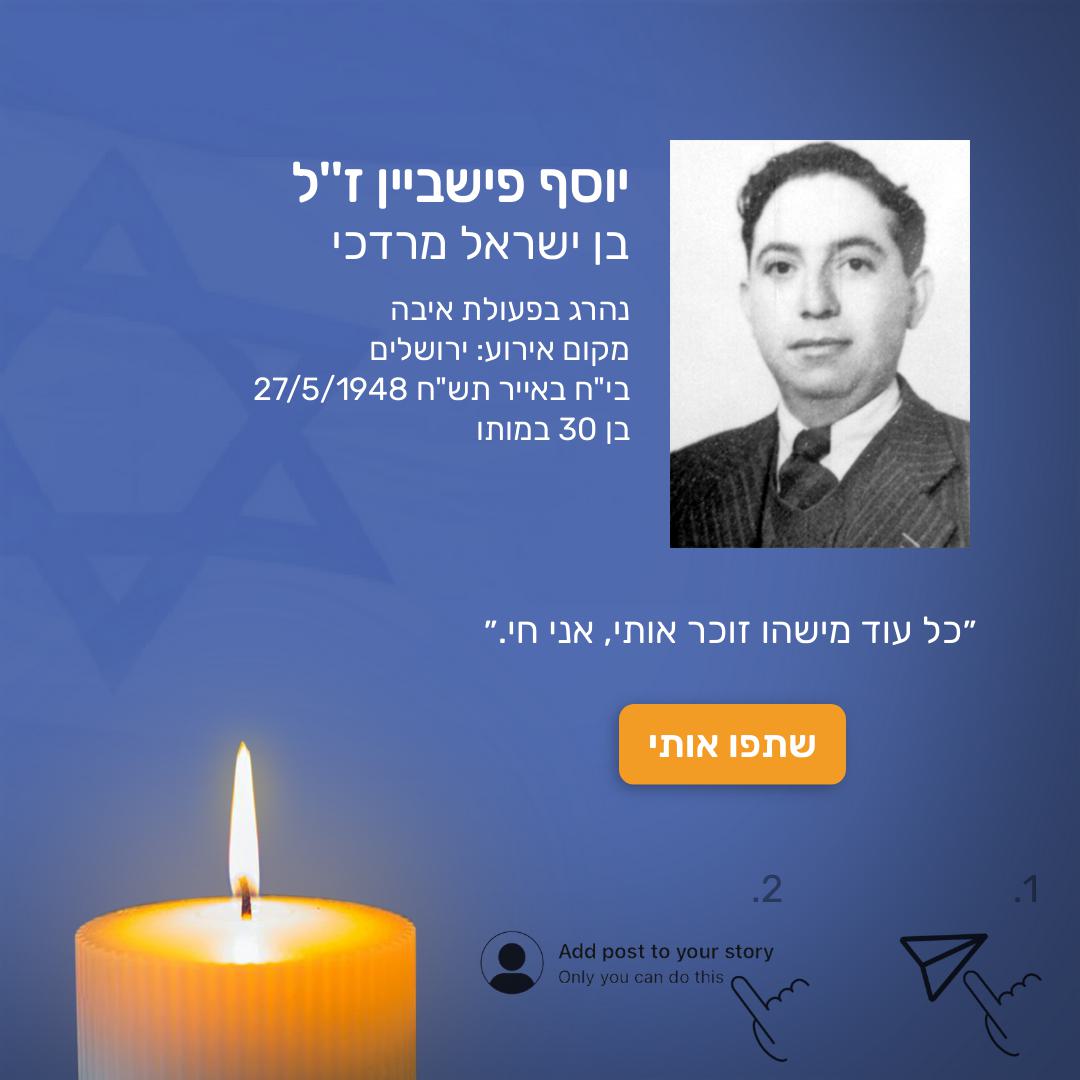 יוסף פישביין ז"ל
בן ישראל מרדכי
נהרג בפעולת איבה
מקום אירוע: ירושלים
בי"ח באייר תש"ח 27/5/1948
בן 30 במותו
״כל עוד מישהו זוכר אותי, אני חי.״
שתפו אותי
1.
2.
Add post to your story
Only you can do this